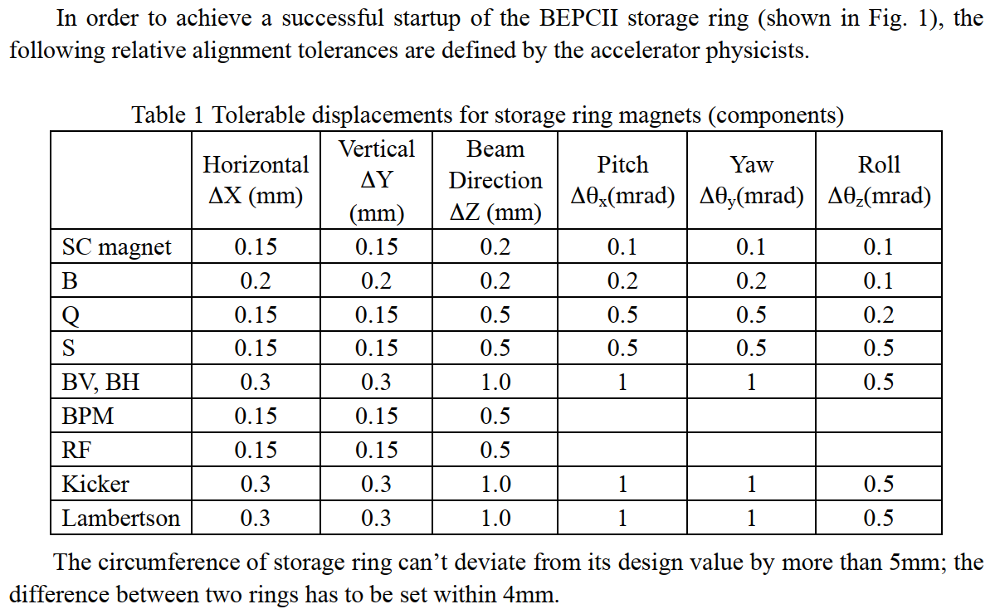 In order to achieve a successful startup of the BEPCII storage ring (shown in Fig. 1), the
following relative alignment tolerances are defined by the accelerator physicists.
Table 1 Tolerable displacements for storage ring magnets (components)
Horizontal ΔX (mm) Vertical ΔY (mm) Beam Direction ΔZ (mm) Pitch Δθx(mrad) Yaw Δθy(mrad) Roll Δθz(mrad)
SC magnet 0.15 0.15 0.2 0.1 0.1 0.1
B 0.2 0.2 0.2 0.2 0.2 0.1
Q 0.15 0.15 0.5 0.5 0.5 0.2
S 0.15 0.15 0.5 0.5 0.5 0.5
BV, BH 0.3 0.3 1.0 1 1 0.5
BPM 0.15 0.15 0.5
RF 0.15 0.15 0.5
Kicker 0.3 0.3 1.0 1 1 0.5
Lambertson 0.3 0.3 1.0 1 1 0.5
The circumference of storage ring can’t deviate from its design value by more than 5mm; the
difference between two rings has to be set within 4mm.